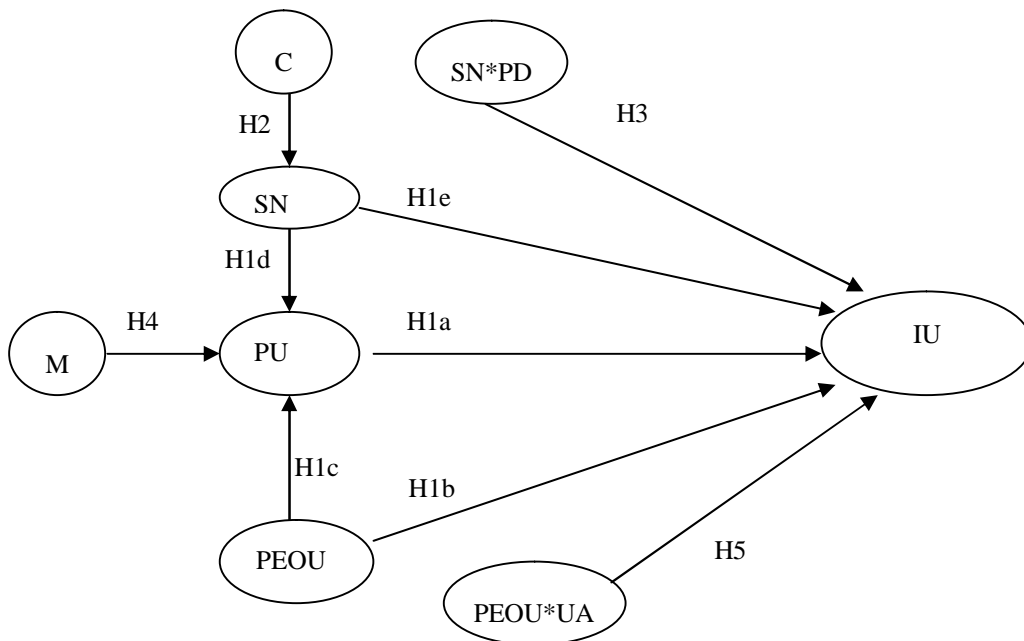 C
SN*PD
H2
H3
SN
H1e
H1d
H4
H1a
M
PU
IU
H1c
H1b
PEOU
H5
PEOU*UA